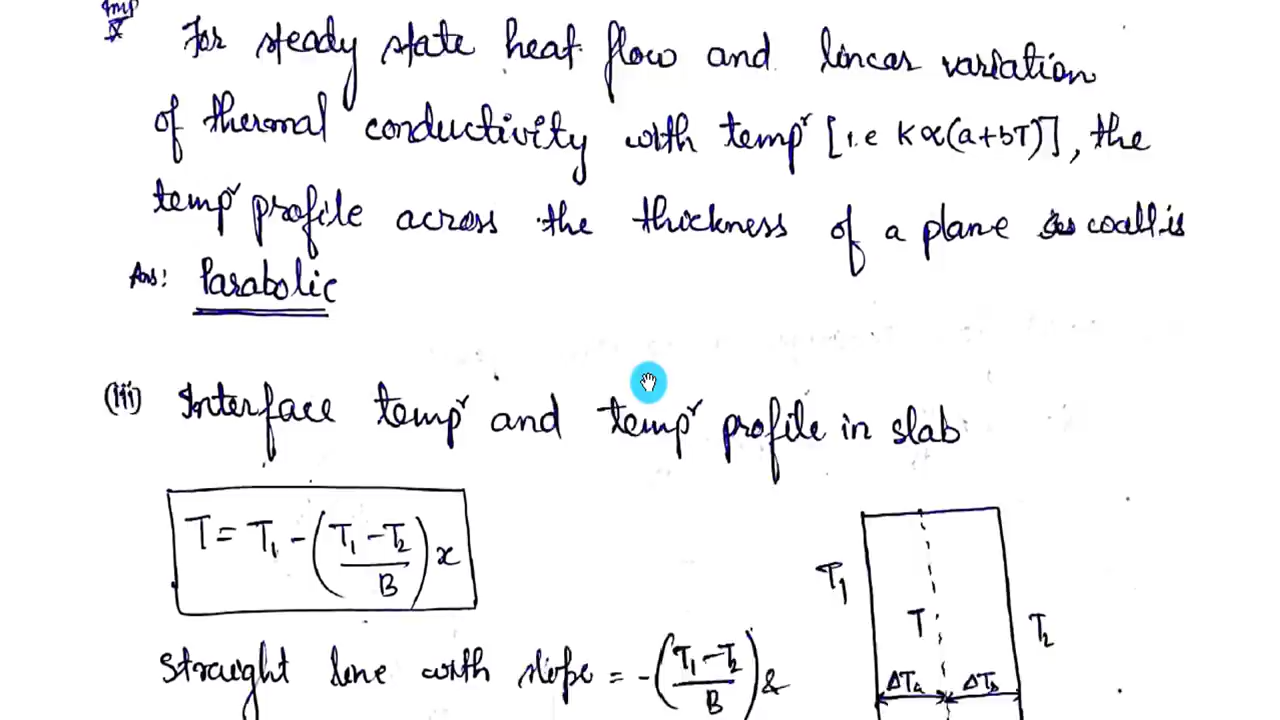 Imp
For steady state heat flow and linear variation
of thermal conductivity with tempr [i.e K∝(a+bT)], the
tempr profile across the thickness of a plane wall is
Ans: Parabolic
(iii) Interface tempr and tempr profile in slab
T = T₁ - (T₁ - T₂ / B) x
T₁
T
T₂
Straight line with slope = -(T₁ - T₂ / B) &
ΔTa
ΔTb